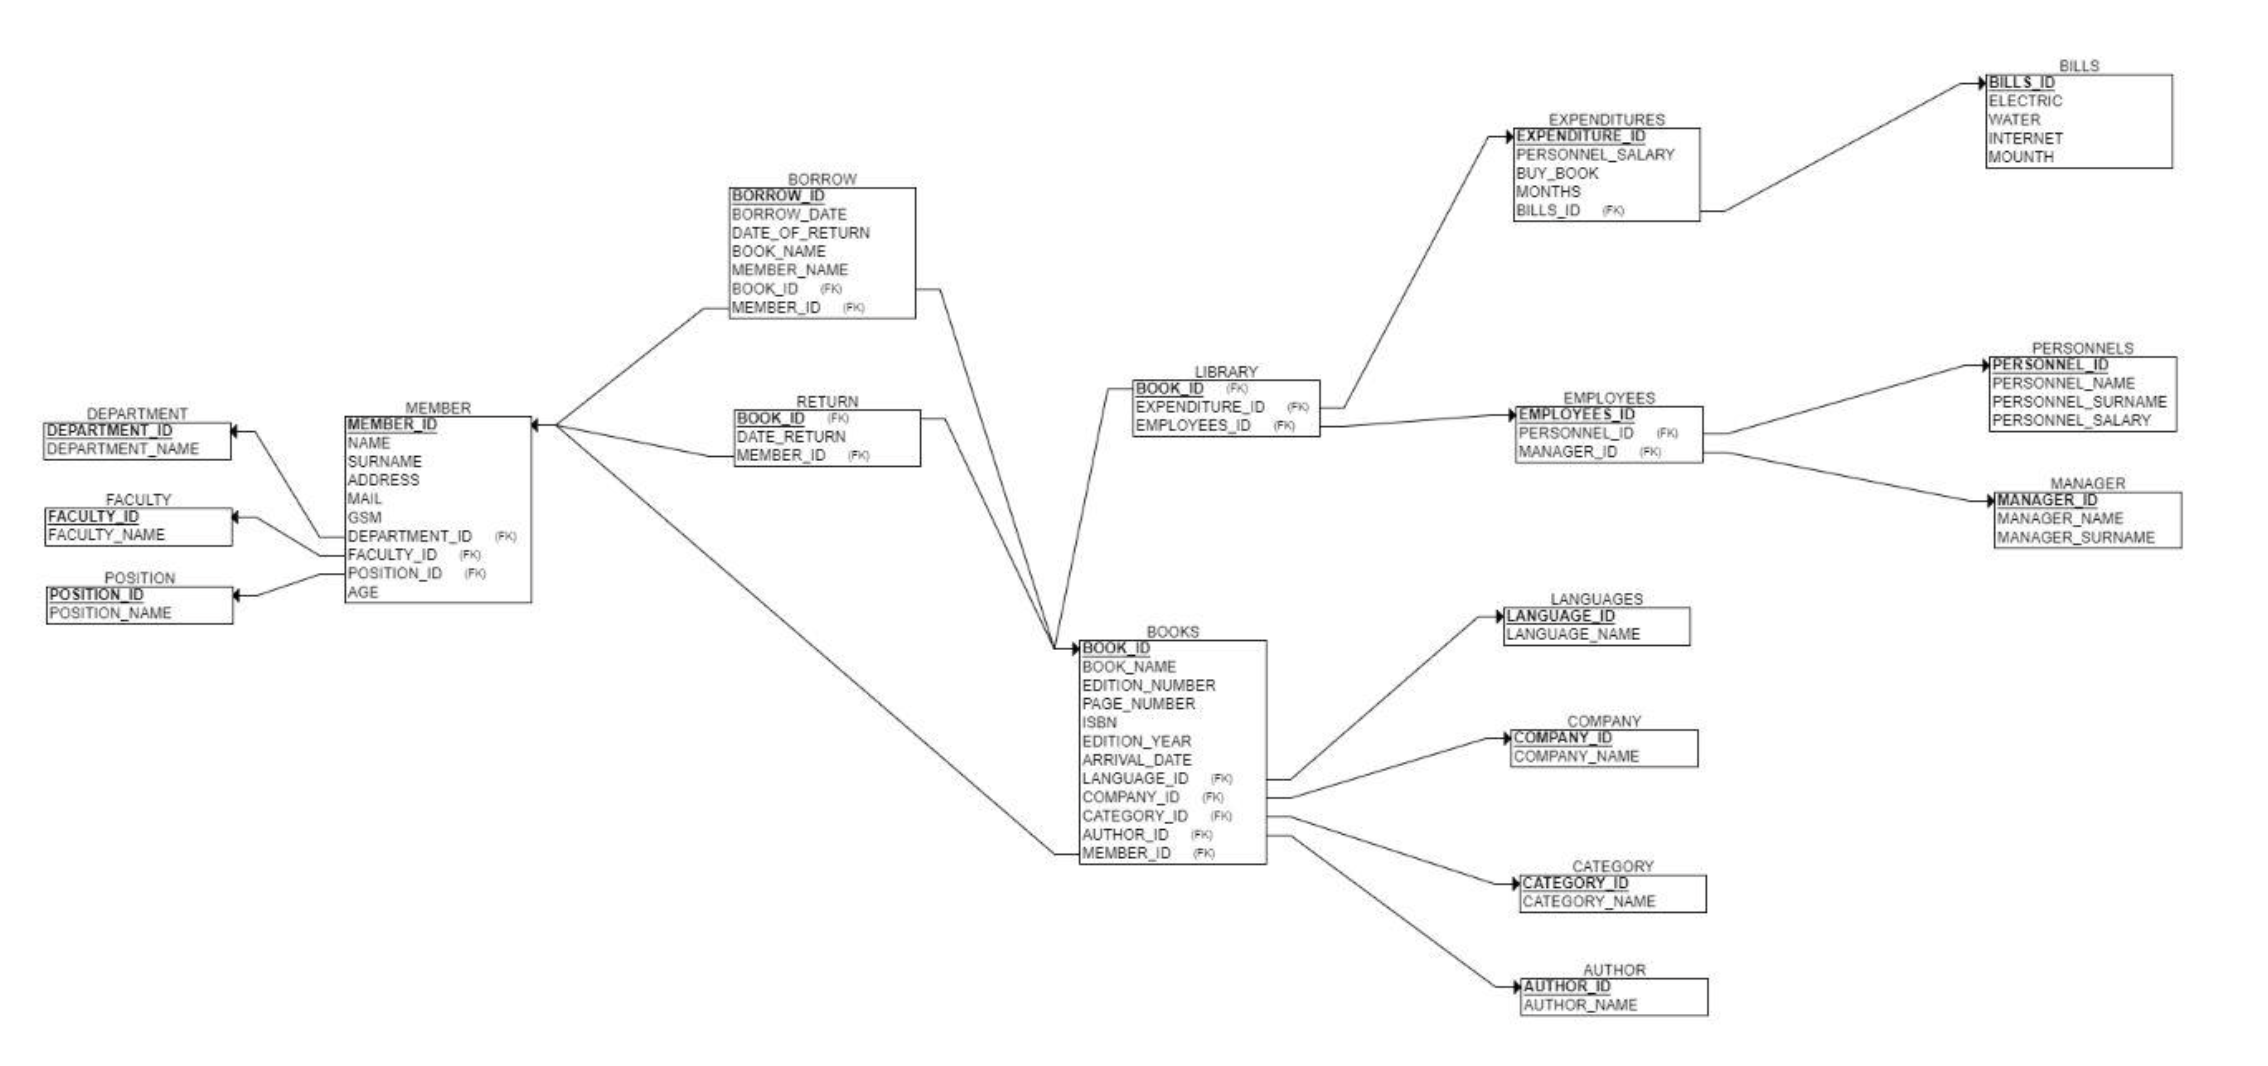 BILLS
BILLS_ID
ELECTRIC
WATER
INTERNET
MOUNTH
EXPENDITURES
EXPENDITURE_ID
PERSONNEL_SALARY
BUY_BOOK
MONTHS
BILLS_ID (FK)
BORROW
BORROW_ID
BORROW_DATE
DATE_OF_RETURN
BOOK_NAME
MEMBER_NAME
BOOK_ID (FK)
MEMBER_ID (FK)
PERSONNELS
PERSONNEL_ID
PERSONNEL_NAME
PERSONNEL_SURNAME
PERSONNEL_SALARY
LIBRARY
BOOK_ID (FK)
EXPENDITURE_ID (FK)
EMPLOYEES_ID (FK)
EMPLOYEES
EMPLOYEES_ID
PERSONNEL_ID (FK)
MANAGER_ID (FK)
RETURN
BOOK_ID (FK)
DATE_RETURN
MEMBER_ID (FK)
MEMBER
MEMBER_ID
NAME
SURNAME
ADDRESS
MAIL
GSM
DEPARTMENT_ID (FK)
FACULTY_ID (FK)
POSITION_ID (FK)
AGE
DEPARTMENT
DEPARTMENT_ID
DEPARTMENT_NAME
MANAGER
MANAGER_ID
MANAGER_NAME
MANAGER_SURNAME
FACULTY
FACULTY_ID
FACULTY_NAME
POSITION
POSITION_ID
POSITION_NAME
LANGUAGES
LANGUAGE_ID
LANGUAGE_NAME
BOOKS
BOOK_ID
BOOK_NAME
EDITION_NUMBER
PAGE_NUMBER
ISBN
EDITION_YEAR
ARRIVAL_DATE
LANGUAGE_ID (FK)
COMPANY_ID (FK)
CATEGORY_ID (FK)
AUTHOR_ID (FK)
MEMBER_ID (FK)
COMPANY
COMPANY_ID
COMPANY_NAME
CATEGORY
CATEGORY_ID
CATEGORY_NAME
AUTHOR
AUTHOR_ID
AUTHOR_NAME